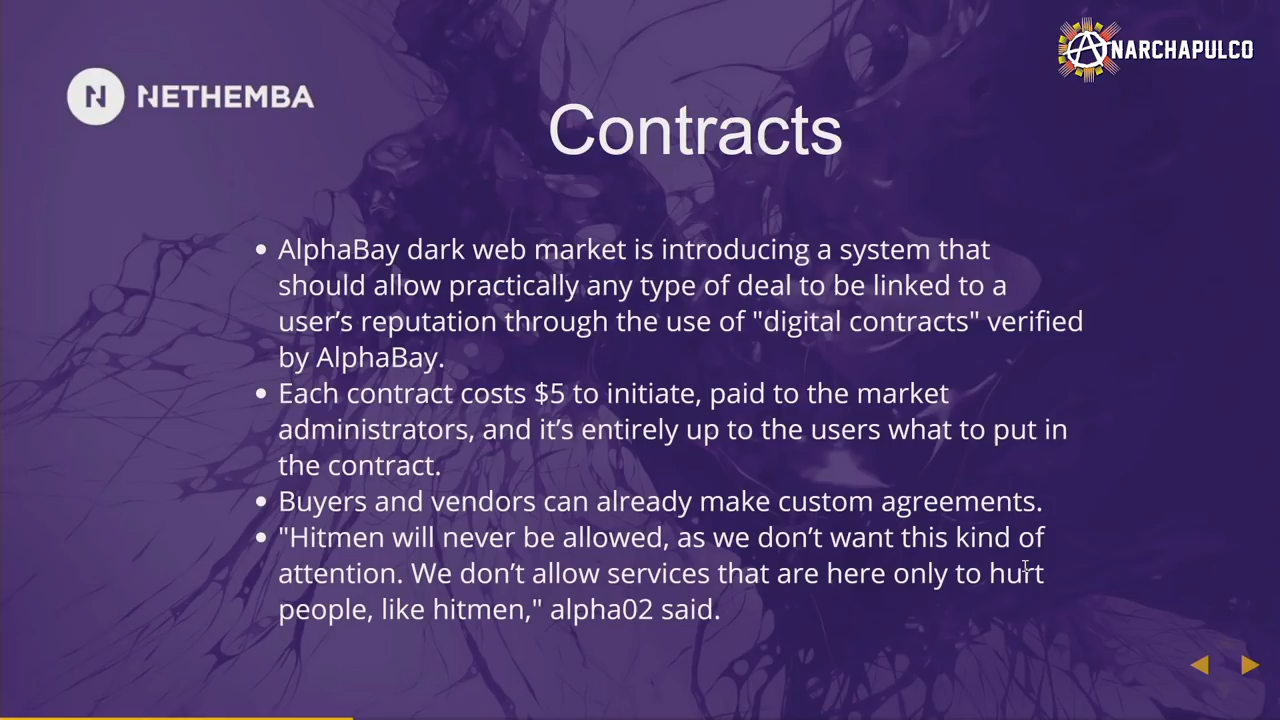 NARCHAPULCO
N NETHEMBA
Contracts
AlphaBay dark web market is introducing a system that
should allow practically any type of deal to be linked to a
user’s reputation through the use of "digital contracts" verified
by AlphaBay.
Each contract costs $5 to initiate, paid to the market
administrators, and it’s entirely up to the users what to put in
the contract.
Buyers and vendors can already make custom agreements.
"Hitmen will never be allowed, as we don’t want this kind of
attention. We don’t allow services that are here only to hurt
people, like hitmen," alpha02 said.